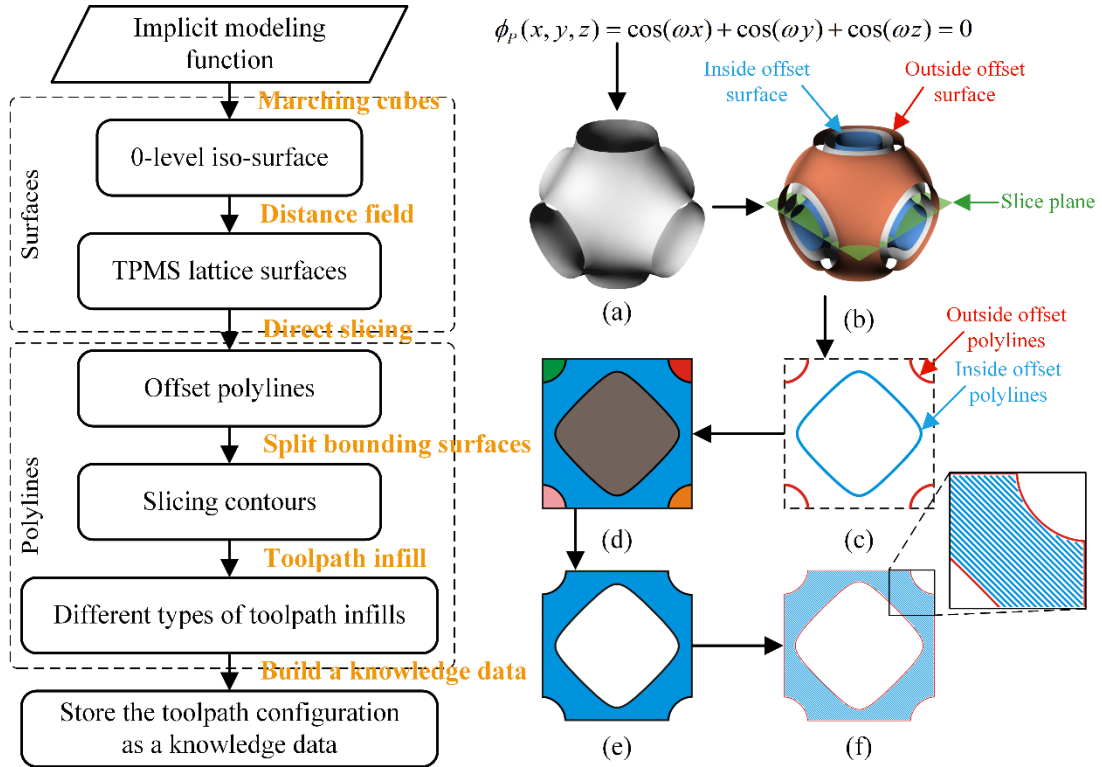 Implicit modeling
function
Marching cubes
Surfaces
0-level iso-surface
Distance field
TPMS lattice surfaces
Direct slicing
Polylines
Offset polylines
Split bounding surfaces
Slicing contours
Toolpath infill
Different types of toolpath infills
Build a knowledge data
Store the toolpath configuration
as a knowledge data
ϕ_P(x, y, z) = cos(ωx) + cos(ωy) + cos(ωz) = 0
Inside offset
surface
Outside offset
surface
Slice plane
(a)
(b)
Outside offset
polylines
Inside offset
polylines
(d)
(c)
(e)
(f)